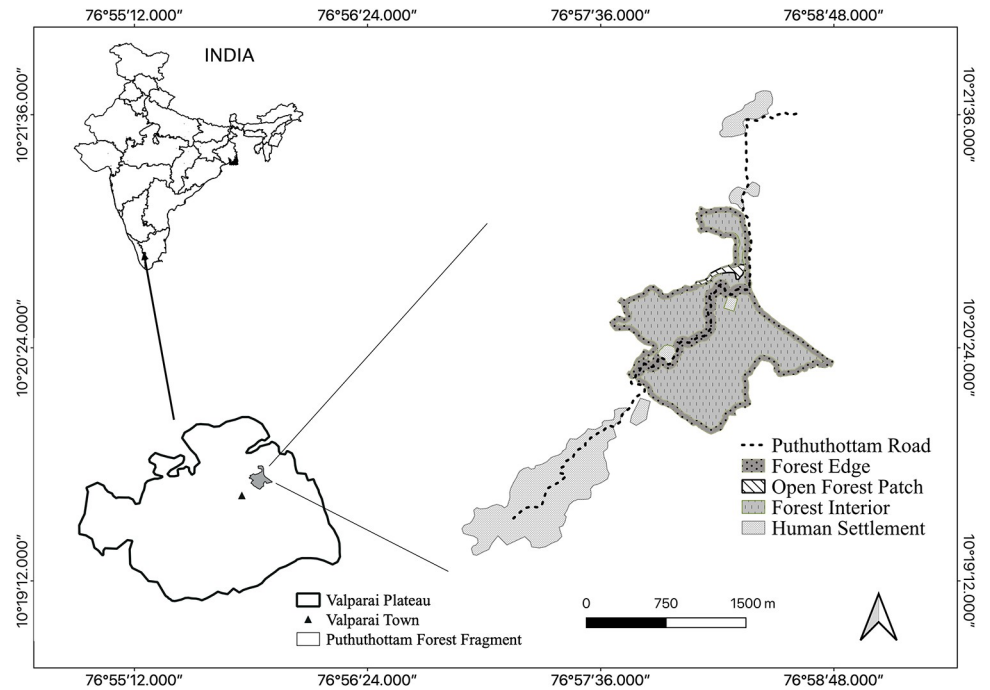 76°55′12.000″ 76°56′24.000″ 76°57′36.000″ 76°58′48.000″
INDIA
10°21′36.000″
10°21′36.000″
10°20′24.000″
10°20′24.000″
Puthuthottam Road
Forest Edge
Open Forest Patch
Forest Interior
Human Settlement
10°19′12.000″
10°19′12.000″
Valparai Plateau
Valparai Town
Puthuthottam Forest Fragment
0 750 1500 m
76°55′12.000″ 76°56′24.000″ 76°57′36.000″ 76°58′48.000″